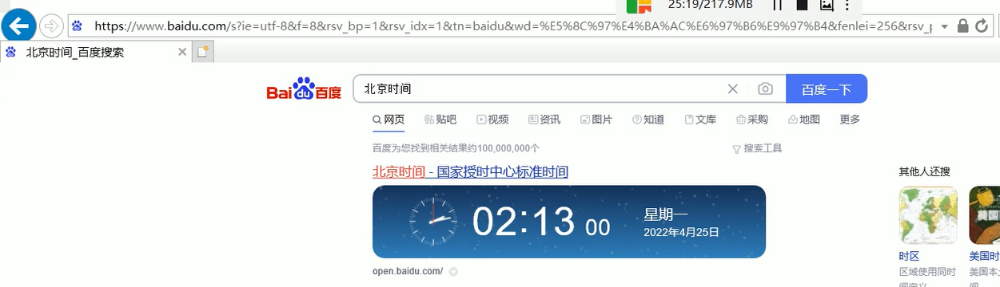 25:19/217.9MB
https://www.baidu.com/s?ie=utf-8&f=8&rsv_bp=1&rsv_idx=1&tn=baidu&wd=%E5%8C%97%E4%BA%AC%E6%97%B6%E9%97%B4&fenlei=256&rsv_
北京时间_百度搜索
Bai du 百度 北京时间 百度一下
网页 贴吧 视频 资讯 图片 知道 文库 采购 地图 更多
百度为您找到相关结果约100,000,000个 搜索工具
北京时间 - 国家授时中心标准时间
其他人还搜
02:13 00 星期一
2022年4月25日
时区 美国时
open.baidu.com/
区域使用同时 美国本